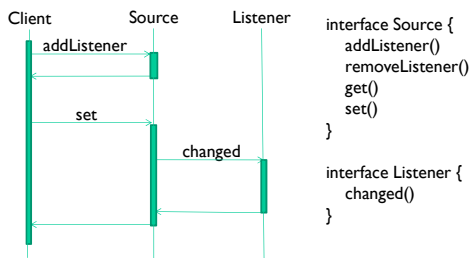 Client
Source
Listener
addListener
set
changed
interface Source {
addListener()
removeListener()
get()
set()
}
interface Listener {
changed()
}